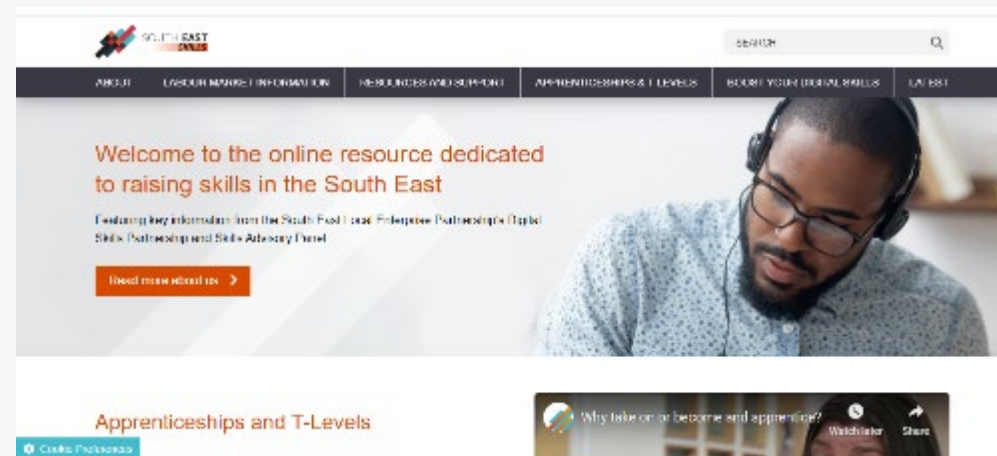 SOUTH EAST
SKILLS
SEARCH
ABOUT LABOUR MARKET INFORMATION RESOURCES AND SUPPORT APPRENTICESHIPS & T LEVELS BOOST YOUR DIGITAL SKILLS LATEST
Welcome to the online resource dedicated
to raising skills in the South East
Featuring key information from the South East Local Enterprise Partnership's Digital
Skills Partnership and Skills Advisory Panel
Read more about us
Apprenticeships and T-Levels
Why take on or become and apprentice?
Watch later Share
Cookie Preferences